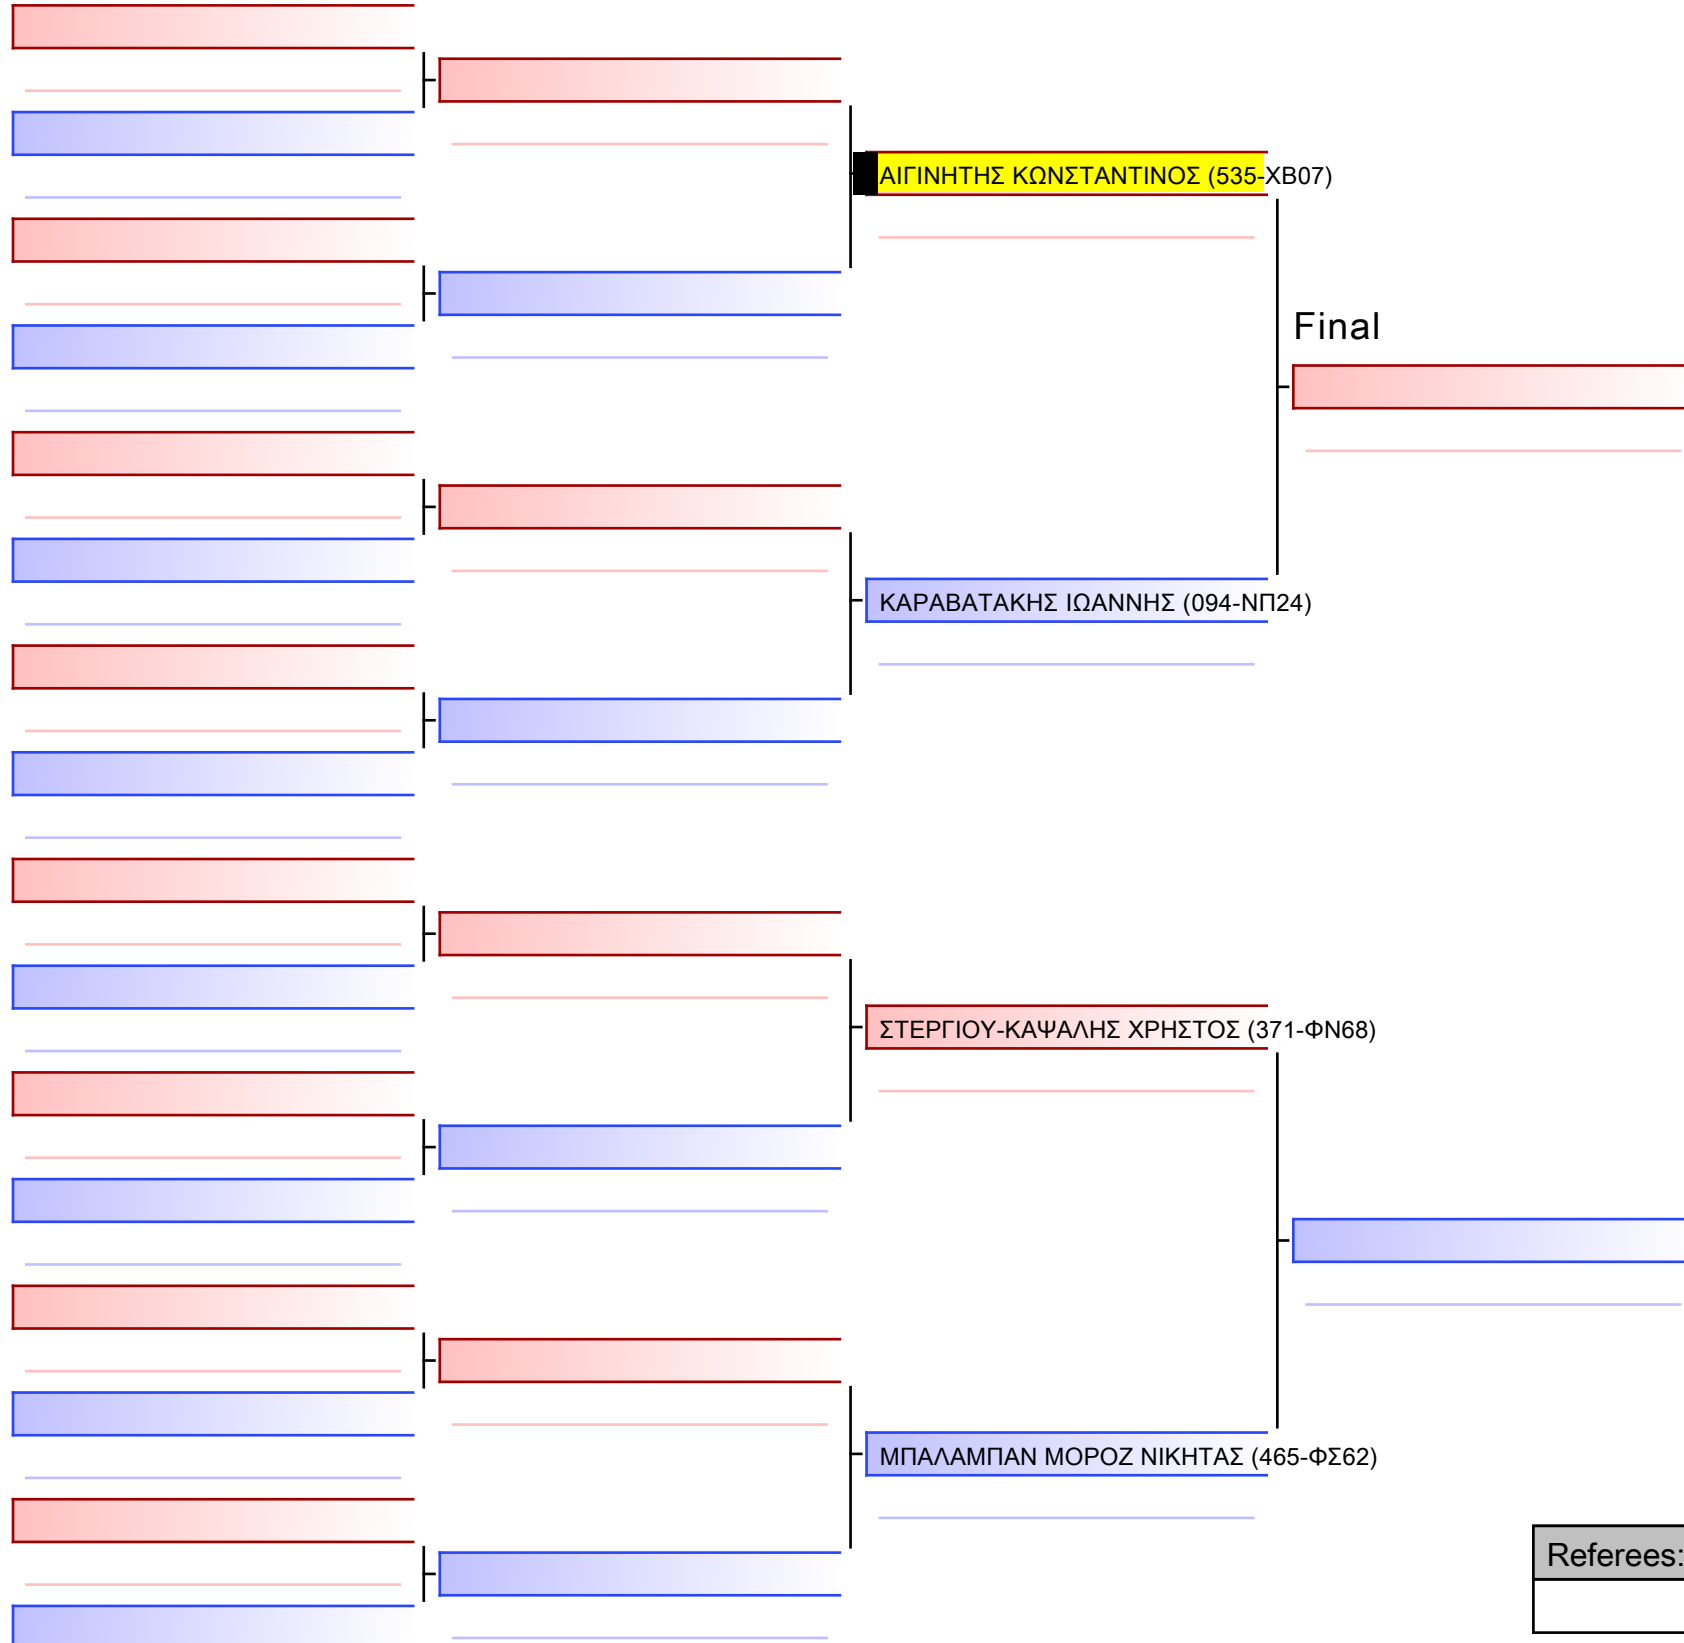 ΑΙΓΙΝΗΤΗΣ ΚΩΝΣΤΑΝΤΙΝΟΣ (535-ΧΒ07)
Final
ΚΑΡΑΒΑΤΑΚΗΣ ΙΩΑΝΝΗΣ (094-ΝΠ24)
ΣΤΕΡΓΙΟΥ-ΚΑΨΑΛΗΣ ΧΡΗΣΤΟΣ (371-ΦΝ68)
ΜΠΑΛΑΜΠΑΝ ΜΟΡΟΖ ΝΙΚΗΤΑΣ (465-ΦΣ62)
Referees: